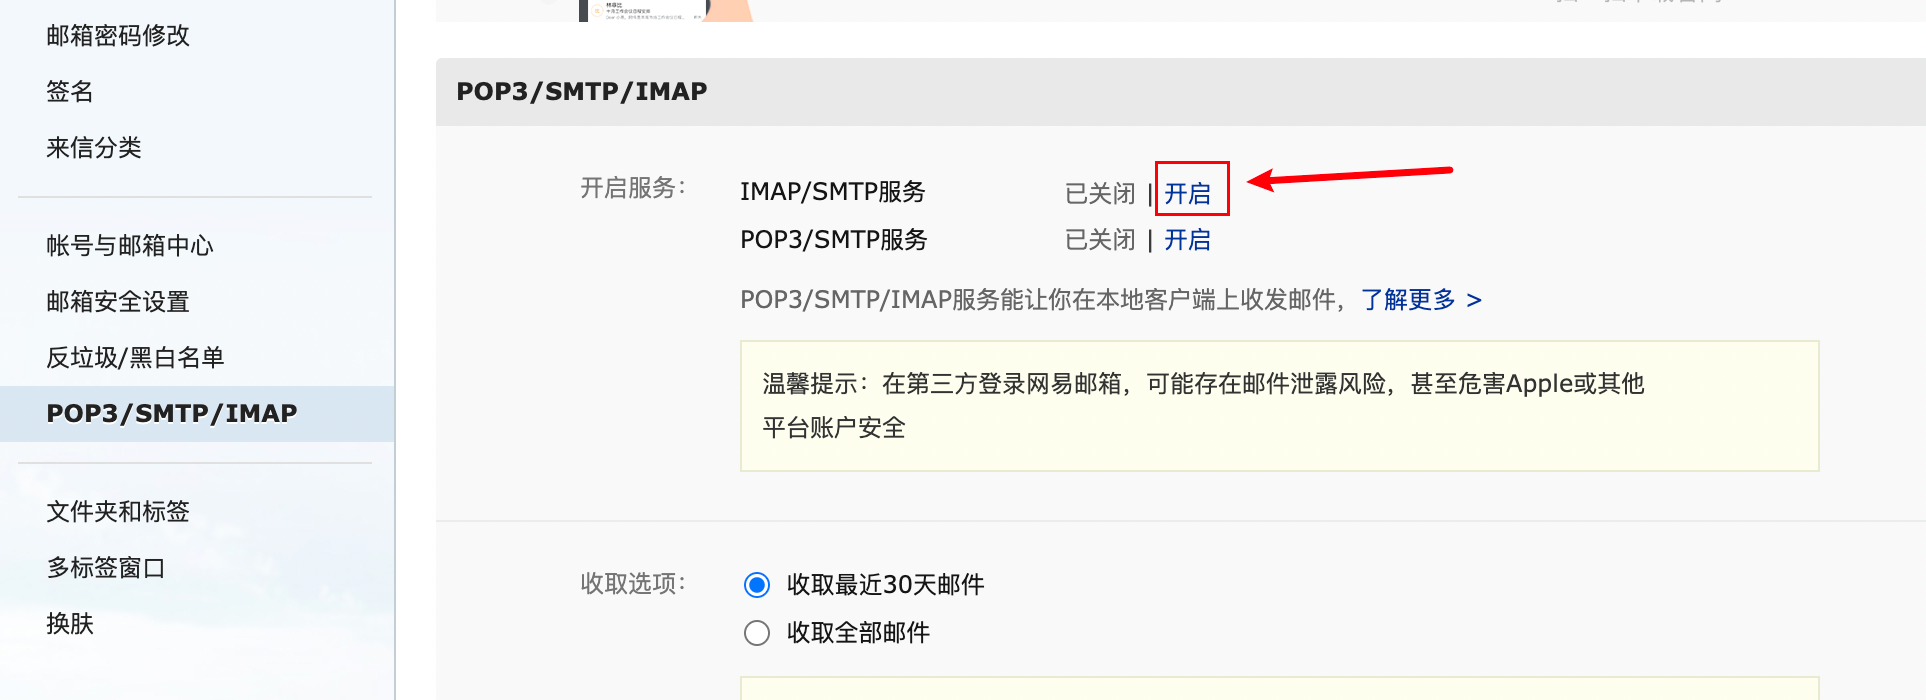 邮箱密码修改
签名
来信分类
帐号与邮箱中心
邮箱安全设置
反垃圾/黑白名单
POP3/SMTP/IMAP
文件夹和标签
多标签窗口
换肤
POP3/SMTP/IMAP
开启服务：
IMAP/SMTP服务 已关闭 | 开启
POP3/SMTP服务 已关闭 | 开启
POP3/SMTP/IMAP服务能让你在本地客户端上收发邮件，了解更多 >
温馨提示：在第三方登录网易邮箱，可能存在邮件泄露风险，甚至危害Apple或其他
平台账户安全
收取选项：
收取最近30天邮件
收取全部邮件